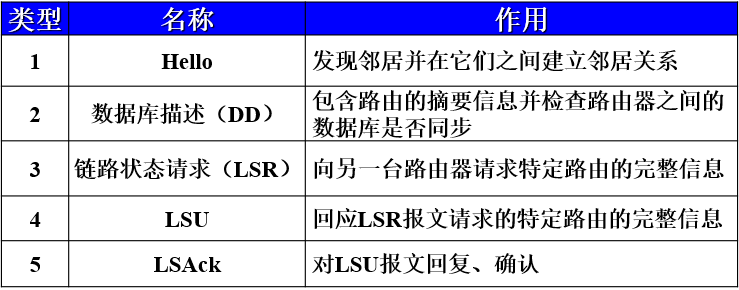 类型 名称 作用
1 Hello 发现邻居并在它们之间建立邻居关系
2 数据库描述（DD） 包含路由的摘要信息并检查路由器之间的
数据库是否同步
3 链路状态请求（LSR） 向另一台路由器请求特定路由的完整信息
4 LSU 回应LSR报文请求的特定路由的完整信息
5 LSAck 对LSU报文回复、确认